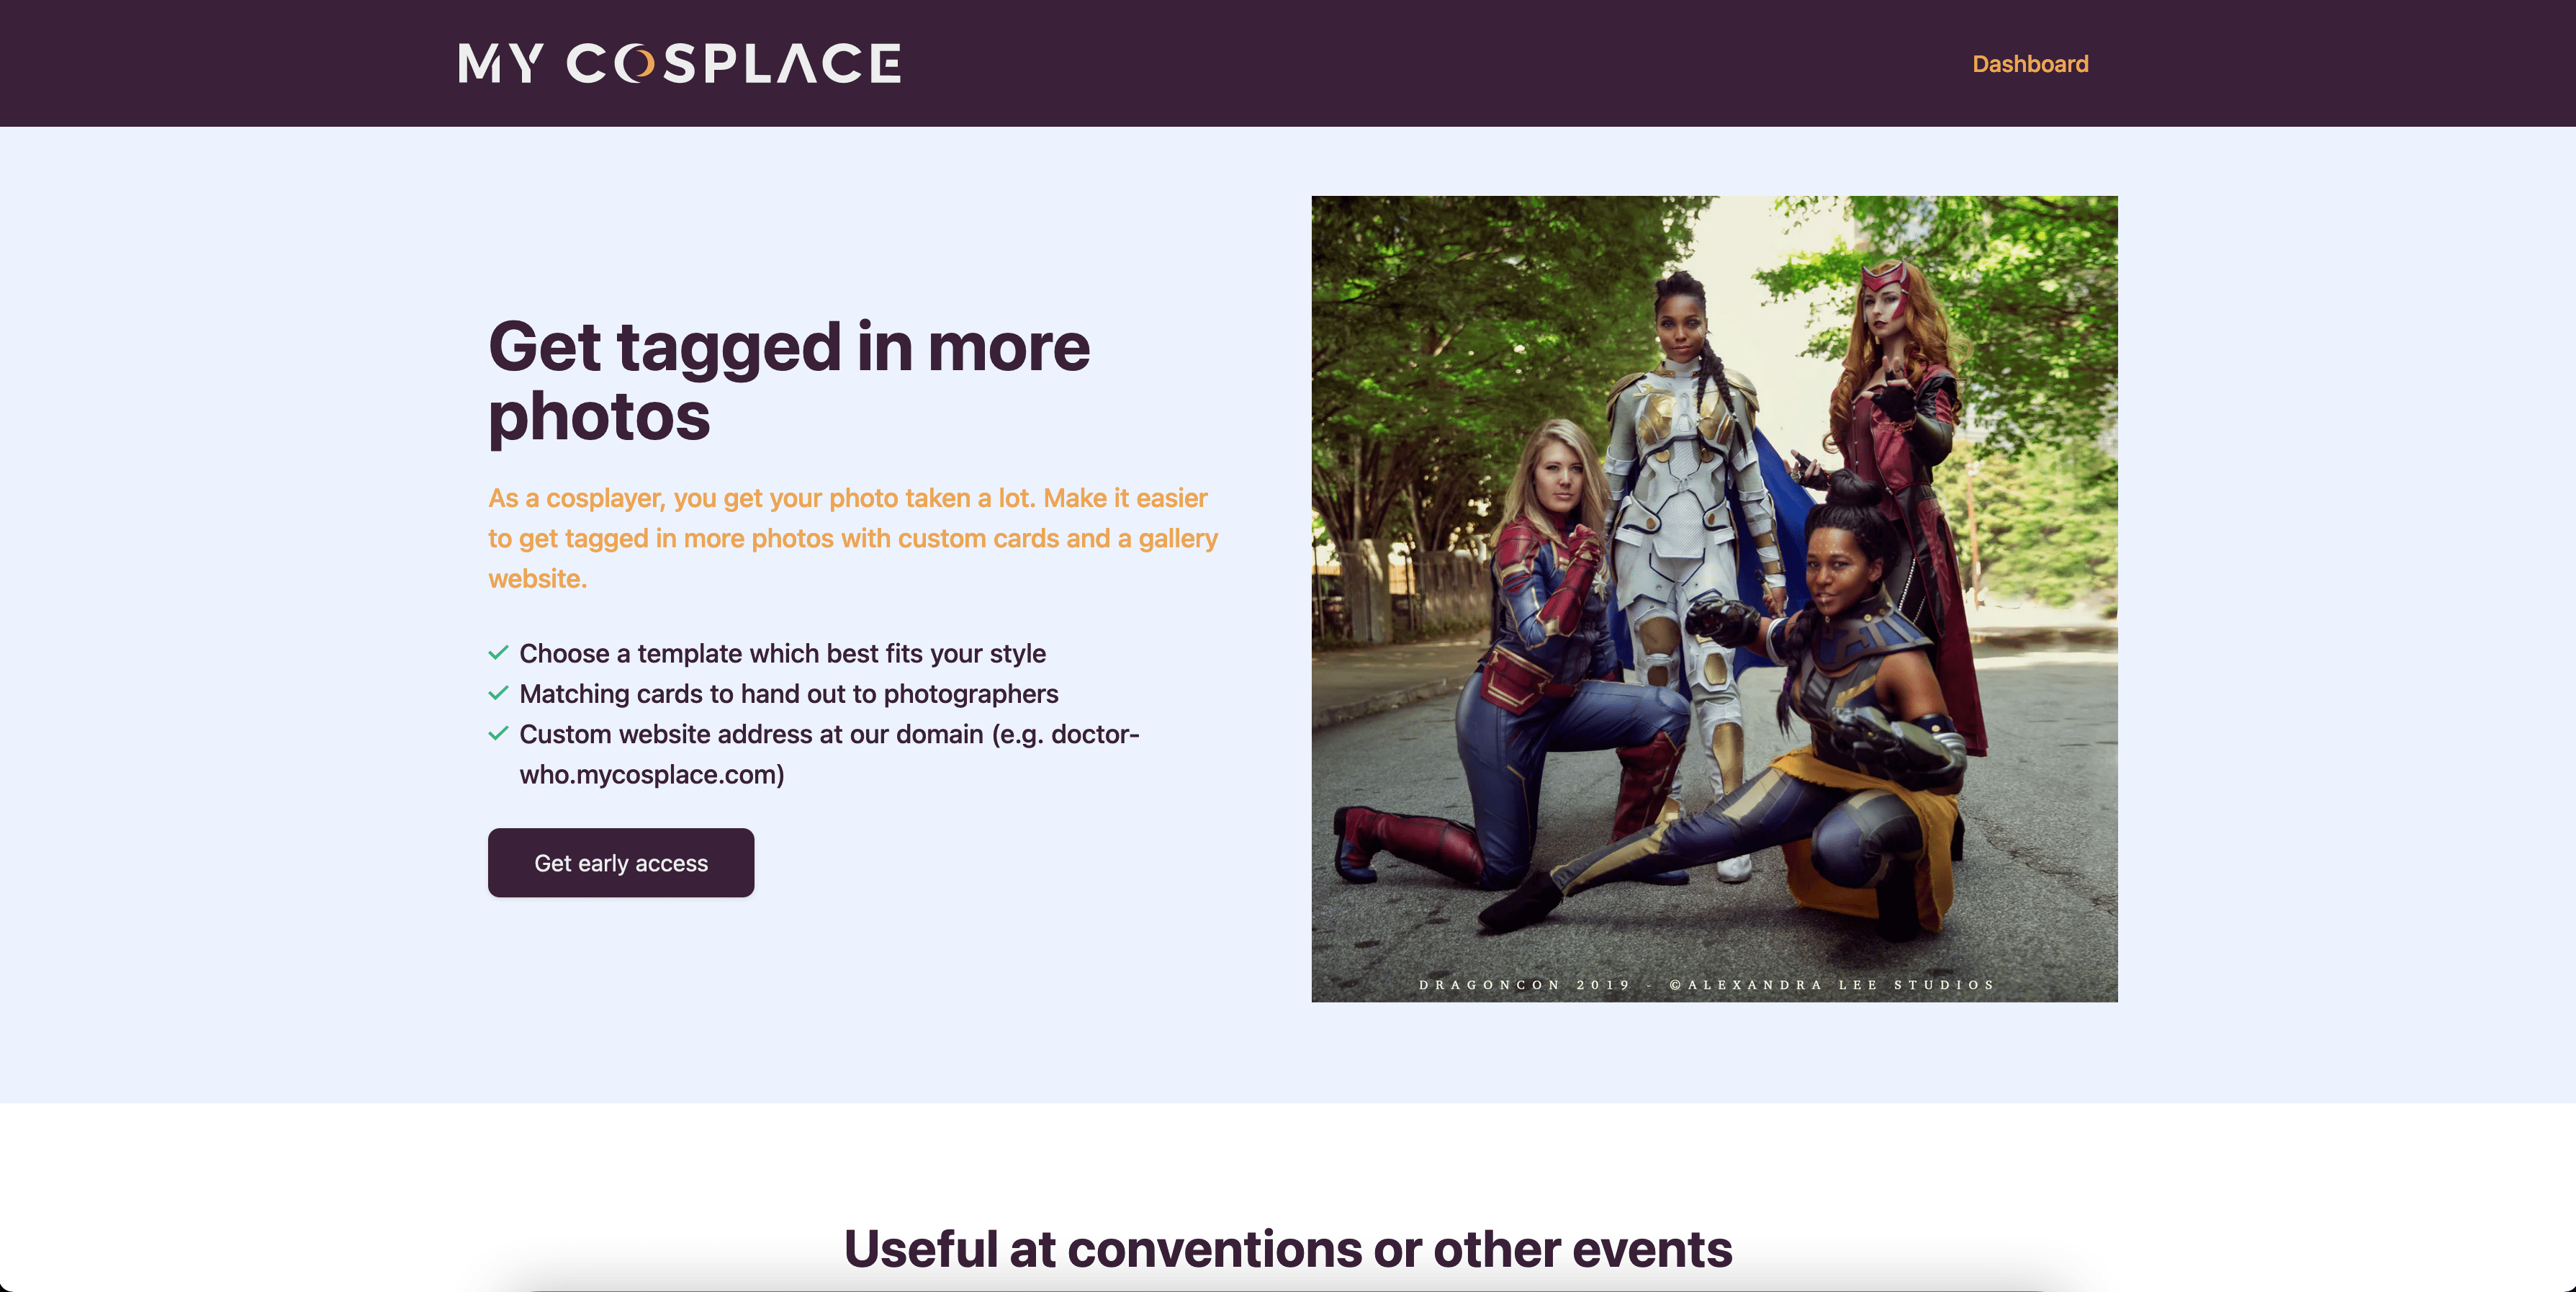 MY COSPLACE
Dashboard
Get tagged in more
photos
As a cosplayer, you get your photo taken a lot. Make it easier
to get tagged in more photos with custom cards and a gallery
website.
Choose a template which best fits your style
Matching cards to hand out to photographers
Custom website address at our domain (e.g. doctor-
who.mycosplace.com)
Get early access
DRAGONCON 2019 - ©ALEXANDRA LEE STUDIOS
Useful at conventions or other events